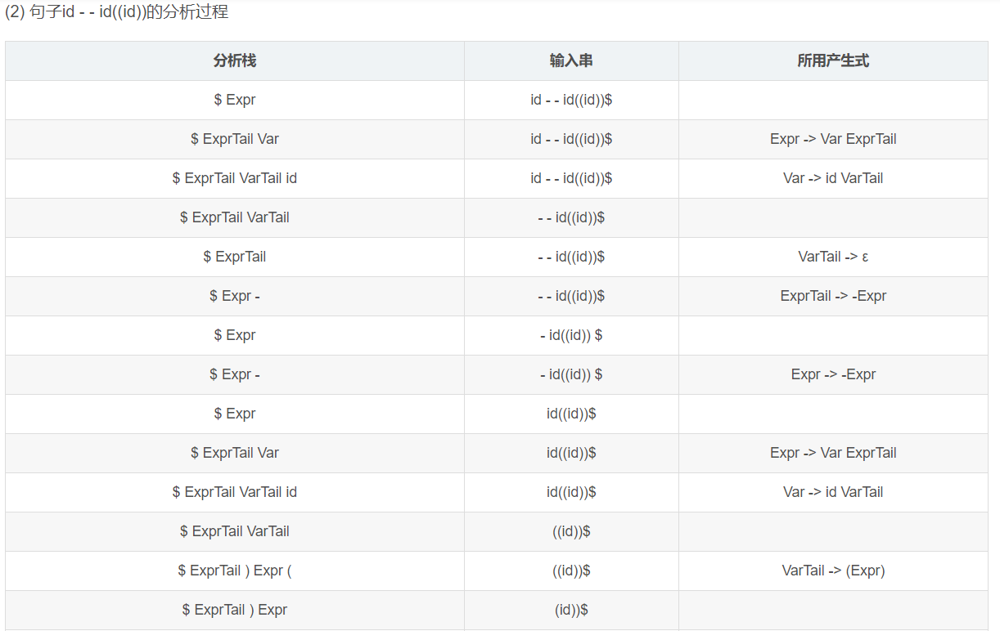 (2) 句子id - - id((id))的分析过程
分析栈 输入串 所用产生式
$ Expr id - - id((id))$
$ ExprTail Var id - - id((id))$ Expr -> Var ExprTail
$ ExprTail VarTail id id - - id((id))$ Var -> id VarTail
$ ExprTail VarTail - - id((id))$
$ ExprTail - - id((id))$ VarTail -> ε
$ Expr - - - id((id))$ ExprTail -> -Expr
$ Expr - id((id)) $
$ Expr - - id((id)) $ Expr -> -Expr
$ Expr id((id))$
$ ExprTail Var id((id))$ Expr -> Var ExprTail
$ ExprTail VarTail id id((id))$ Var -> id VarTail
$ ExprTail VarTail ((id))$
$ ExprTail ) Expr ( ((id))$ VarTail -> (Expr)
$ ExprTail ) Expr (id))$